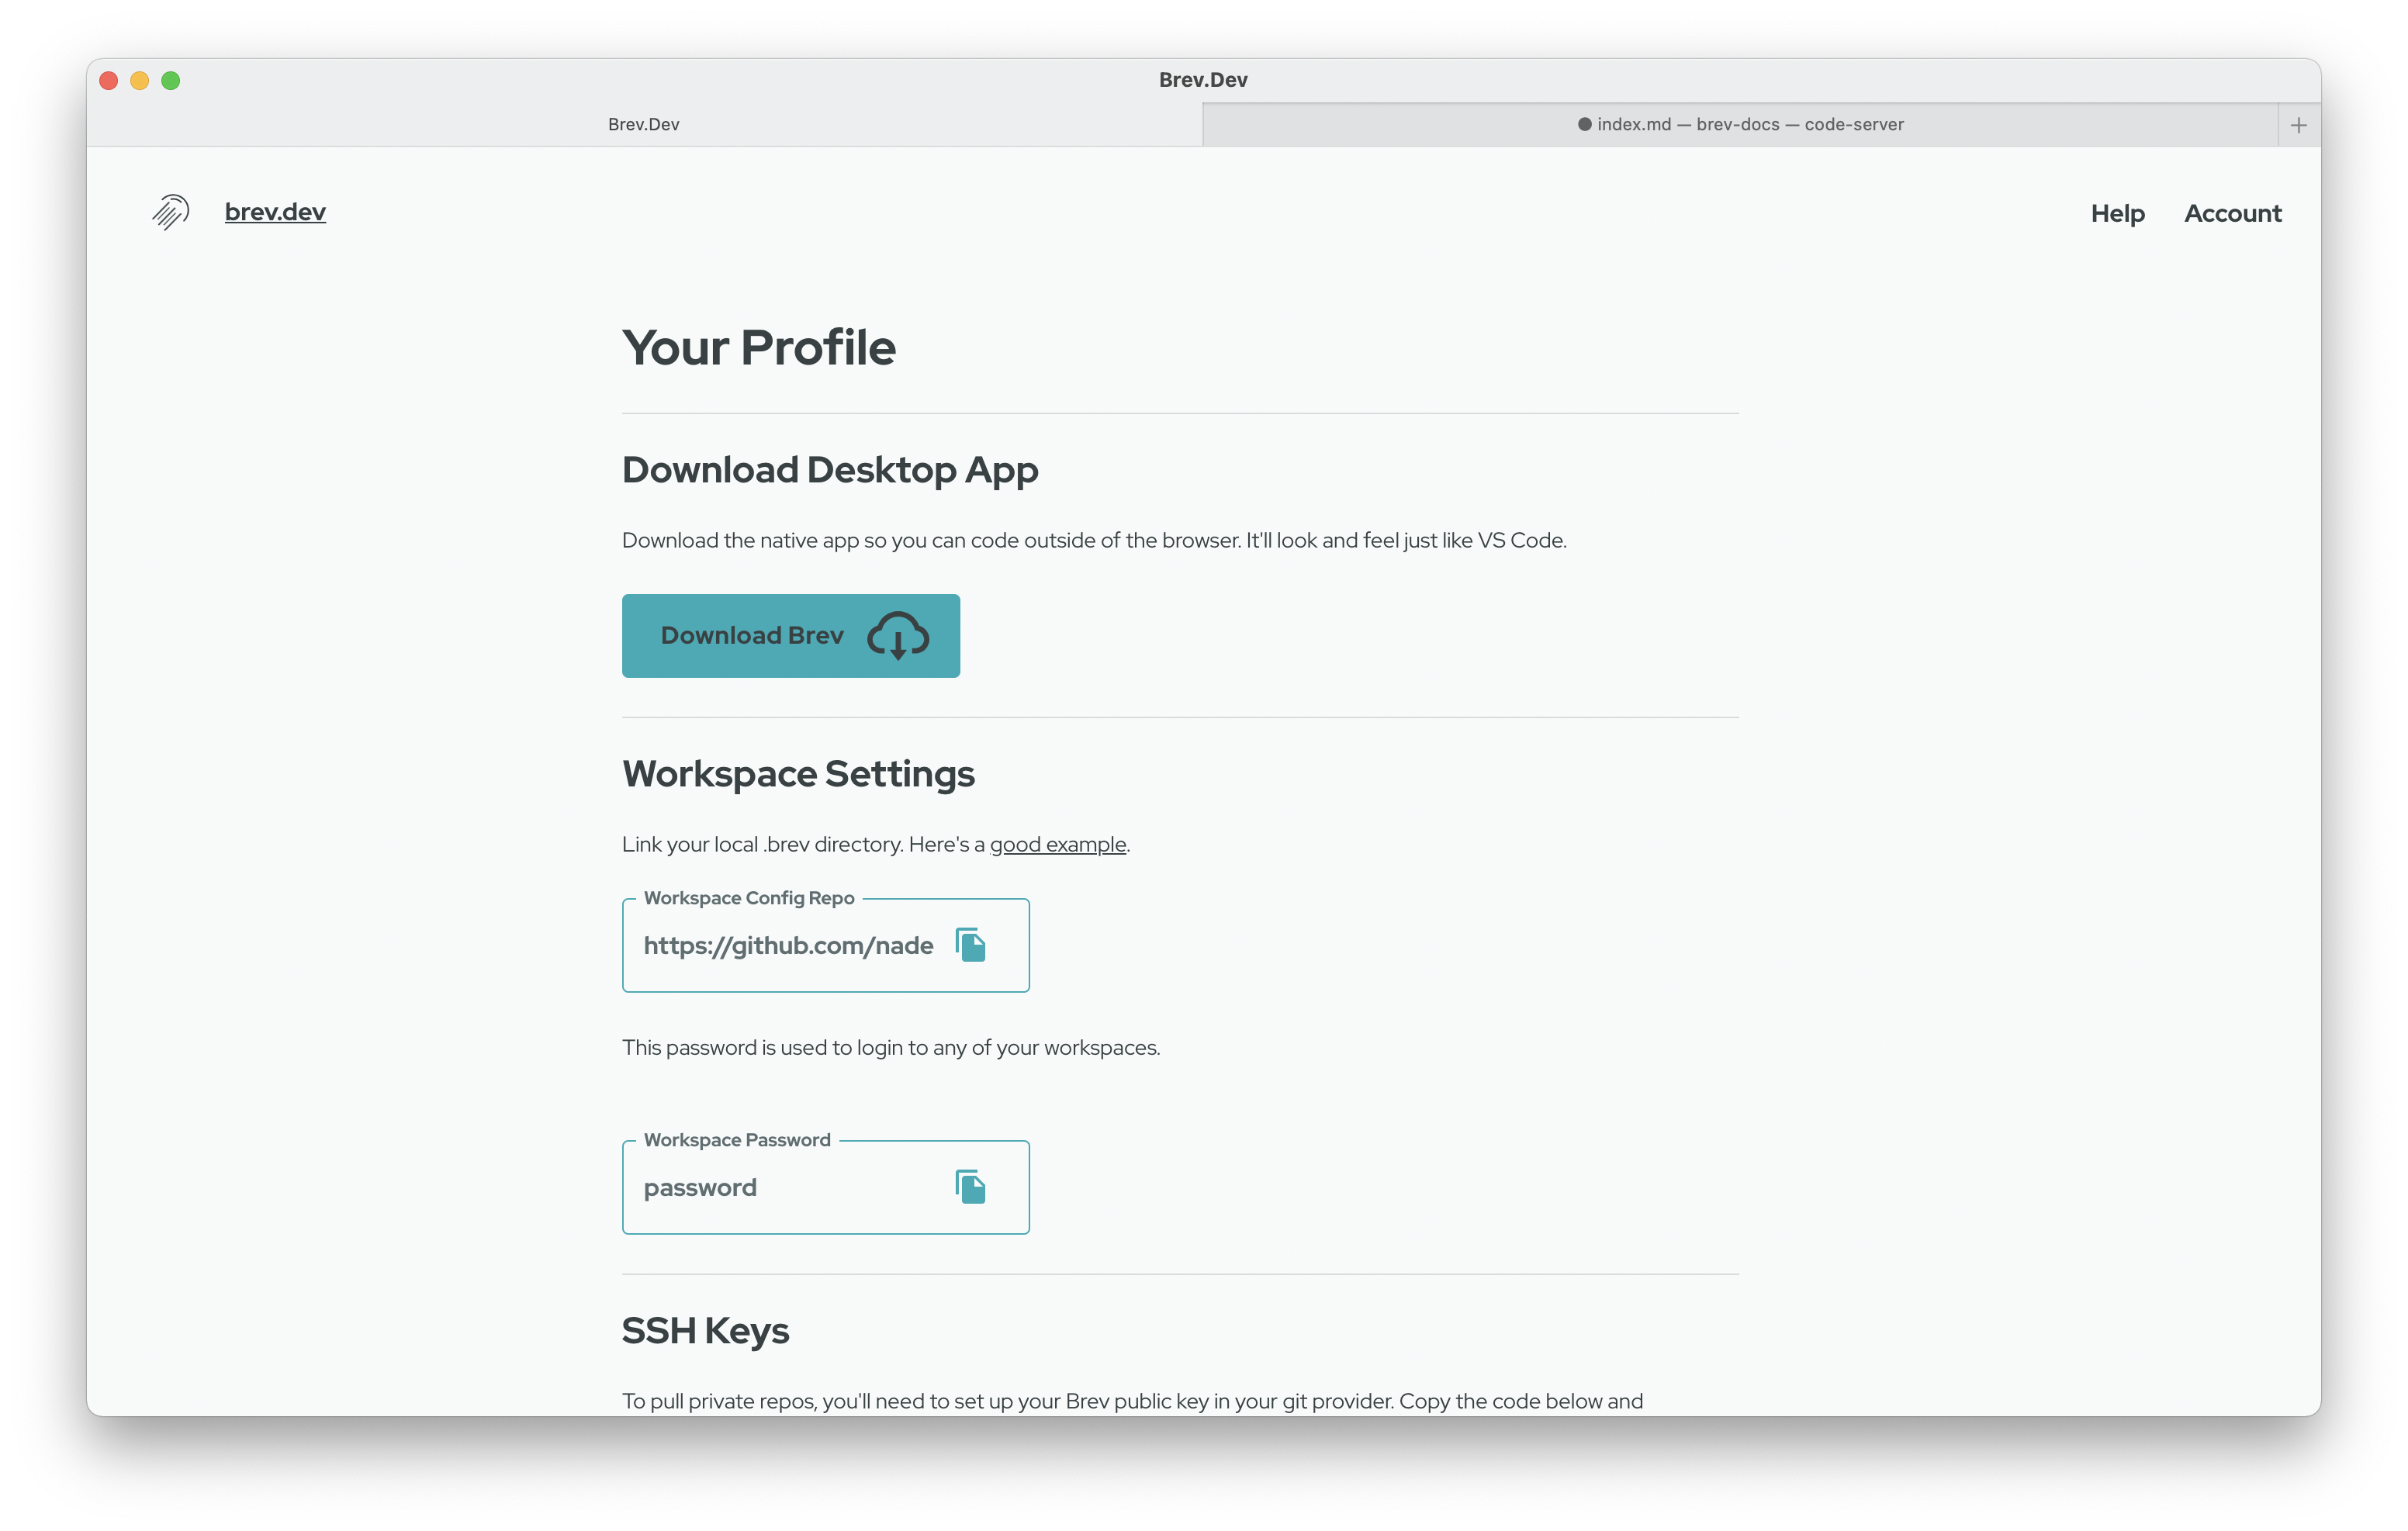 Brev.Dev
Brev.Dev
index.md — brev-docs — code-server
brev.dev
Help
Account
Your Profile
Download Desktop App
Download the native app so you can code outside of the browser. It'll look and feel just like VS Code.
Download Brev
Workspace Settings
Link your local .brev directory. Here's a good example.
Workspace Config Repo
https://github.com/nade
This password is used to login to any of your workspaces.
Workspace Password
password
SSH Keys
To pull private repos, you'll need to set up your Brev public key in your git provider. Copy the code below and